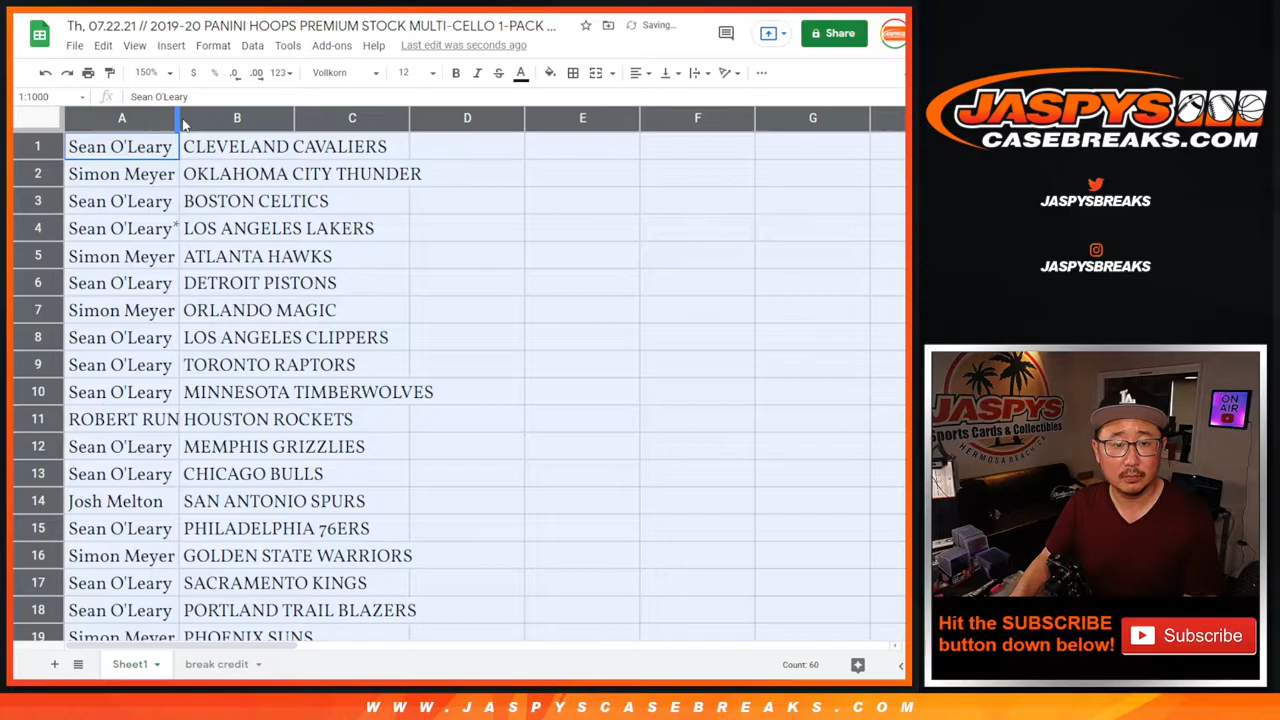 Th, 07.22.21 // 2019-20 PANINI HOOPS PREMIUM STOCK MULTI-CELLO 1-PACK ...
Saving...
Share
File Edit View Insert Format Data Tools Add-ons Help Last edit was seconds ago
150% $ % .0 .00 123 Vollkorn 12 B I S A
1:1000 fx Sean O'Leary
A B C D E F G
1 Sean O'Leary CLEVELAND CAVALIERS
2 Simon Meyer OKLAHOMA CITY THUNDER
3 Sean O'Leary BOSTON CELTICS
4 Sean O'Leary* LOS ANGELES LAKERS
5 Simon Meyer ATLANTA HAWKS
6 Sean O'Leary DETROIT PISTONS
7 Simon Meyer ORLANDO MAGIC
8 Sean O'Leary LOS ANGELES CLIPPERS
9 Sean O'Leary TORONTO RAPTORS
10 Sean O'Leary MINNESOTA TIMBERWOLVES
11 ROBERT RUN HOUSTON ROCKETS
12 Sean O'Leary MEMPHIS GRIZZLIES
13 Sean O'Leary CHICAGO BULLS
14 Josh Melton SAN ANTONIO SPURS
15 Sean O'Leary PHILADELPHIA 76ERS
16 Simon Meyer GOLDEN STATE WARRIORS
17 Sean O'Leary SACRAMENTO KINGS
18 Sean O'Leary PORTLAND TRAIL BLAZERS
19 Simon Meyer PHOENIX SUNS
Sheet1 break credit Count: 60
JASPYS
CASEBREAKS.COM
JASPYSBREAKS
JASPYSBREAKS
JASPYS
Sports Cards & Collectibles
HERMOSA BEACH, CA
ON AIR
LA
Hit the SUBSCRIBE
button down below!
Subscribe
WWW.JASPYSCASEBREAKS.COM